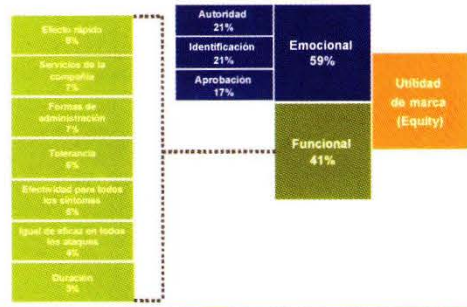 Efecto rápido
Servicios de la
compañía
7%
Formas de
administración
7%
Tolerancia
6%
Efectividad para todos
los síntomas
6%
Igual de eficaz en todos
los ataques
4%
Duración
3%
Autoridad
21%
Identificación
21%
Aprobación
17%
Emocional
59%
Funcional
41%
Utilidad
de marca
(Equity)